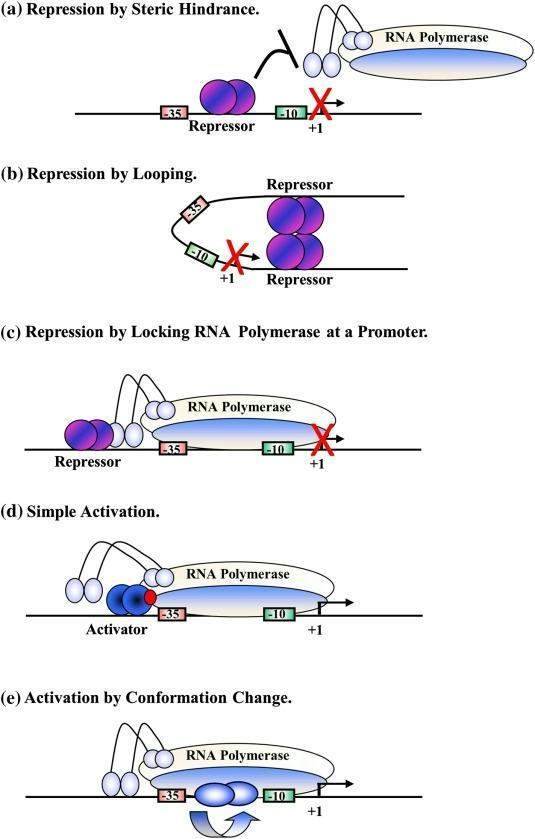 (a) Repression by Steric Hindrance.
RNA Polymerase
-35
-10
Repressor
+1
(b) Repression by Looping.
Repressor
-35
-10
+1
Repressor
(c) Repression by Locking RNA Polymerase at a Promoter.
RNA Polymerase
-35
-10
Repressor
+1
(d) Simple Activation.
RNA Polymerase
-35
-10
Activator
+1
(e) Activation by Conformation Change.
RNA Polymerase
-35
-10
+1